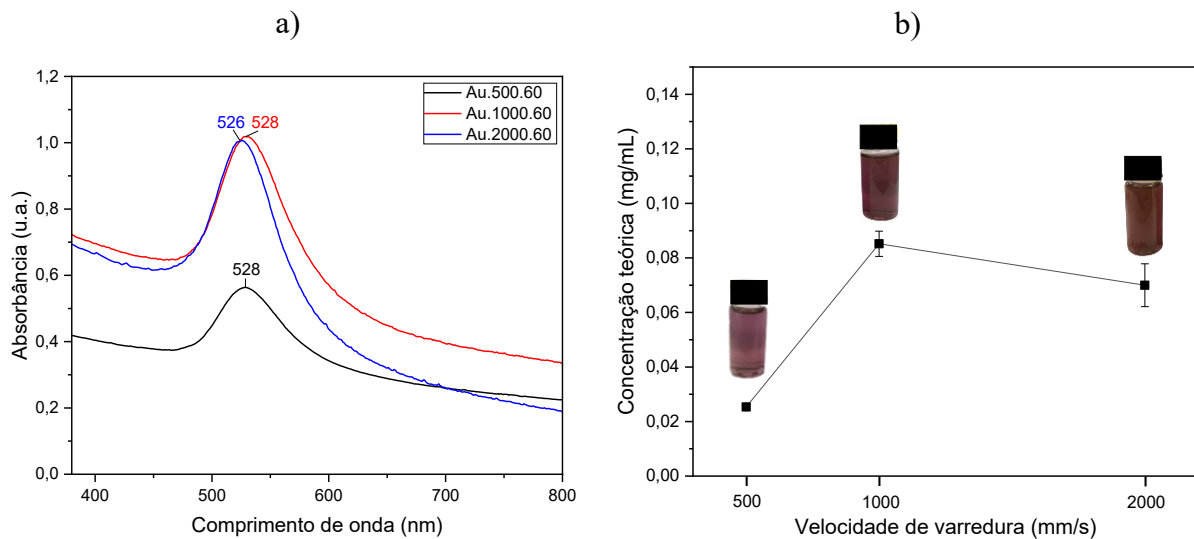 a)
1,2
1,0
0,8
0,6
0,4
0,2
0,0
Absorbância (u.a.)
Au.500.60
Au.1000.60
Au.2000.60
526 528
528
400 500 600 700 800
Comprimento de onda (nm)
b)
0,14
0,12
0,10
0,08
0,06
0,04
0,02
0,00
Concentração teórica (mg/mL)
500 1000 2000
Velocidade de varredura (mm/s)